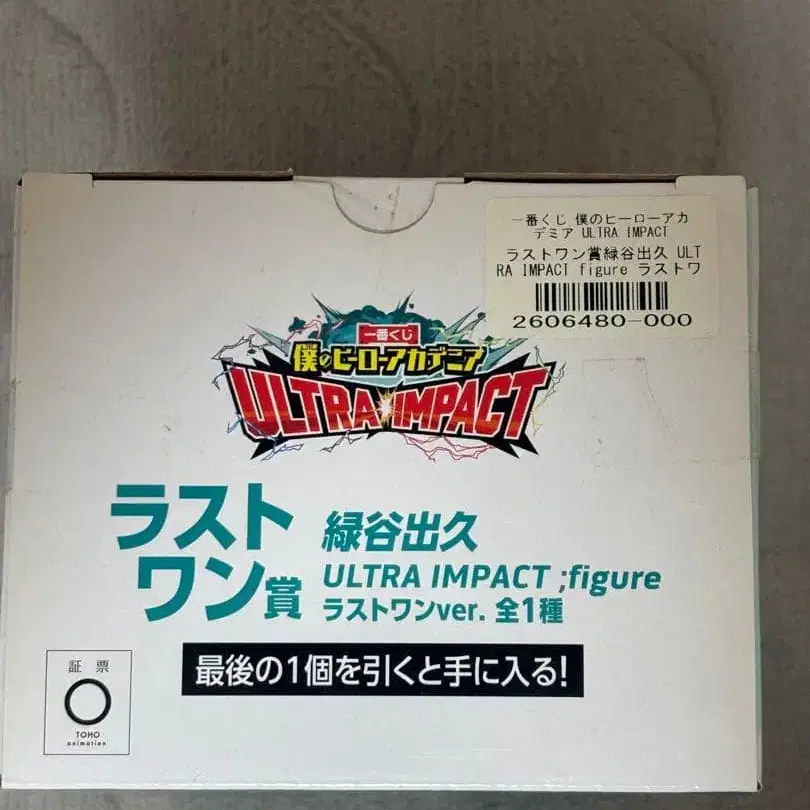 一番くじ 僕のヒーローアカ
デミア ULTRA IMPACT
ラストワン賞緑谷出久 ULT
RA IMPACT figure ラストワ
2606480-000
一番くじ
僕のヒーローアカデミア
ULTRA IMPACT
ラスト
ワン賞
緑谷出久
ULTRA IMPACT ;figure
ラストワンver. 全1種
最後の1個を引くと手に入る!
証 票
TOHO
animation